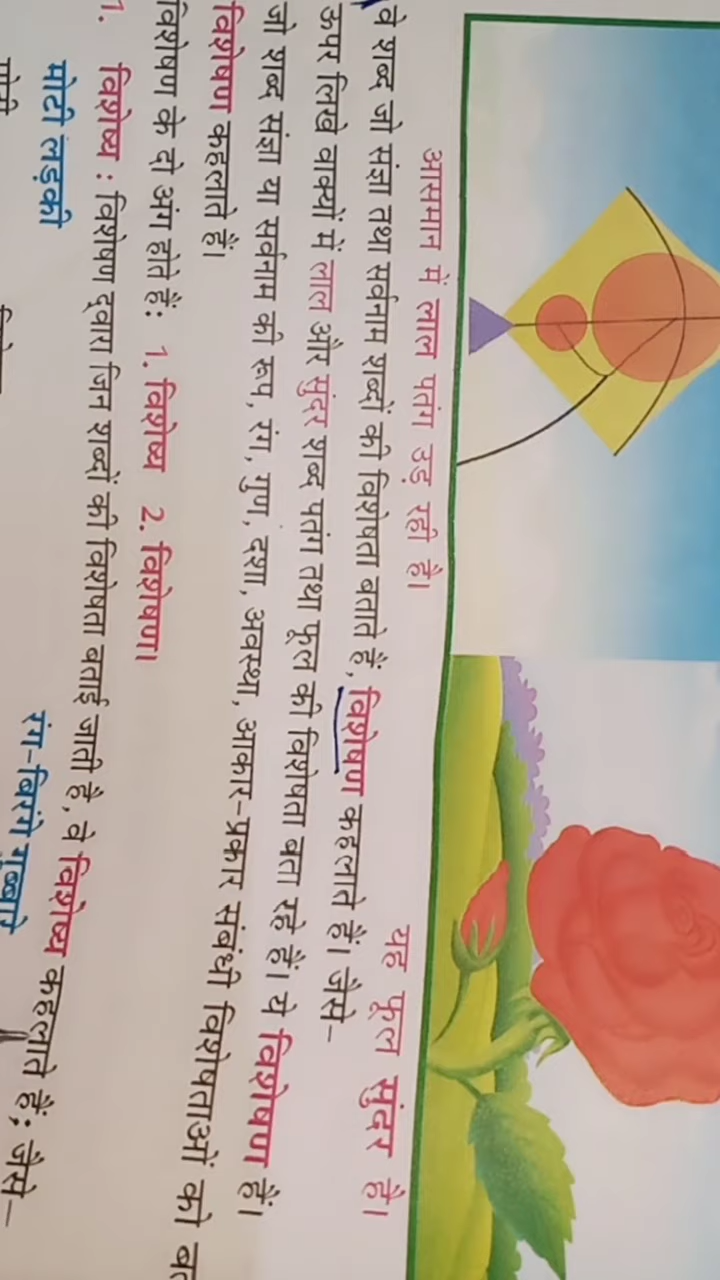 आसमान में लाल पतंग उड़ रही है।
यह फूल सुंदर है।
वे शब्द जो संज्ञा तथा सर्वनाम शब्दों की विशेषता बताते हैं, विशेषण कहलाते हैं। जैसे–
ऊपर लिखे वाक्यों में लाल और सुंदर शब्द पतंग तथा फूल की विशेषता बता रहे हैं। ये विशेषण हैं।
जो शब्द संज्ञा या सर्वनाम की रूप, रंग, गुण, दशा, अवस्था, आकार-प्रकार संबंधी विशेषताओं को
विशेषण कहलाते हैं।
विशेषण के दो अंग होते हैं: 1. विशेष्य 2. विशेषण।
1. विशेष्य : विशेषण द्वारा जिन शब्दों की विशेषता बताई जाती है, वे विशेष्य कहलाते हैं; जैसे–
मोटी लड़की
रंग-बिरंगे गुब्बारे